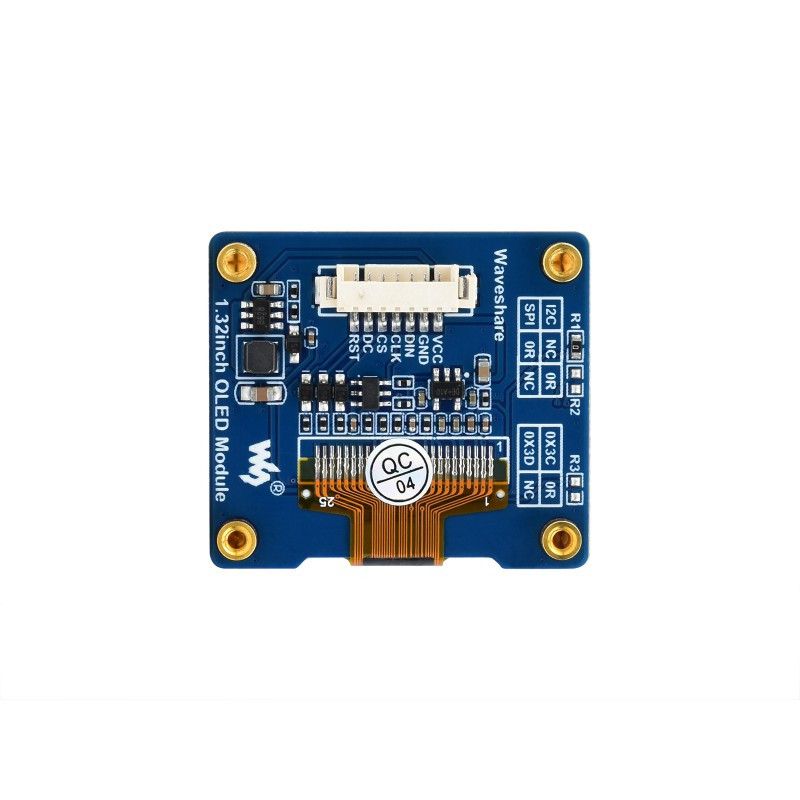 Waveshare
1.32inch OLED Module
RST
DC
CS
CLK
DIN
GND
VCC
SPI I2C
0R NC
NC 0R
R1
0
R2
0X3D 0X3C
NC 0R
R3
1
QC
04
25
1
®